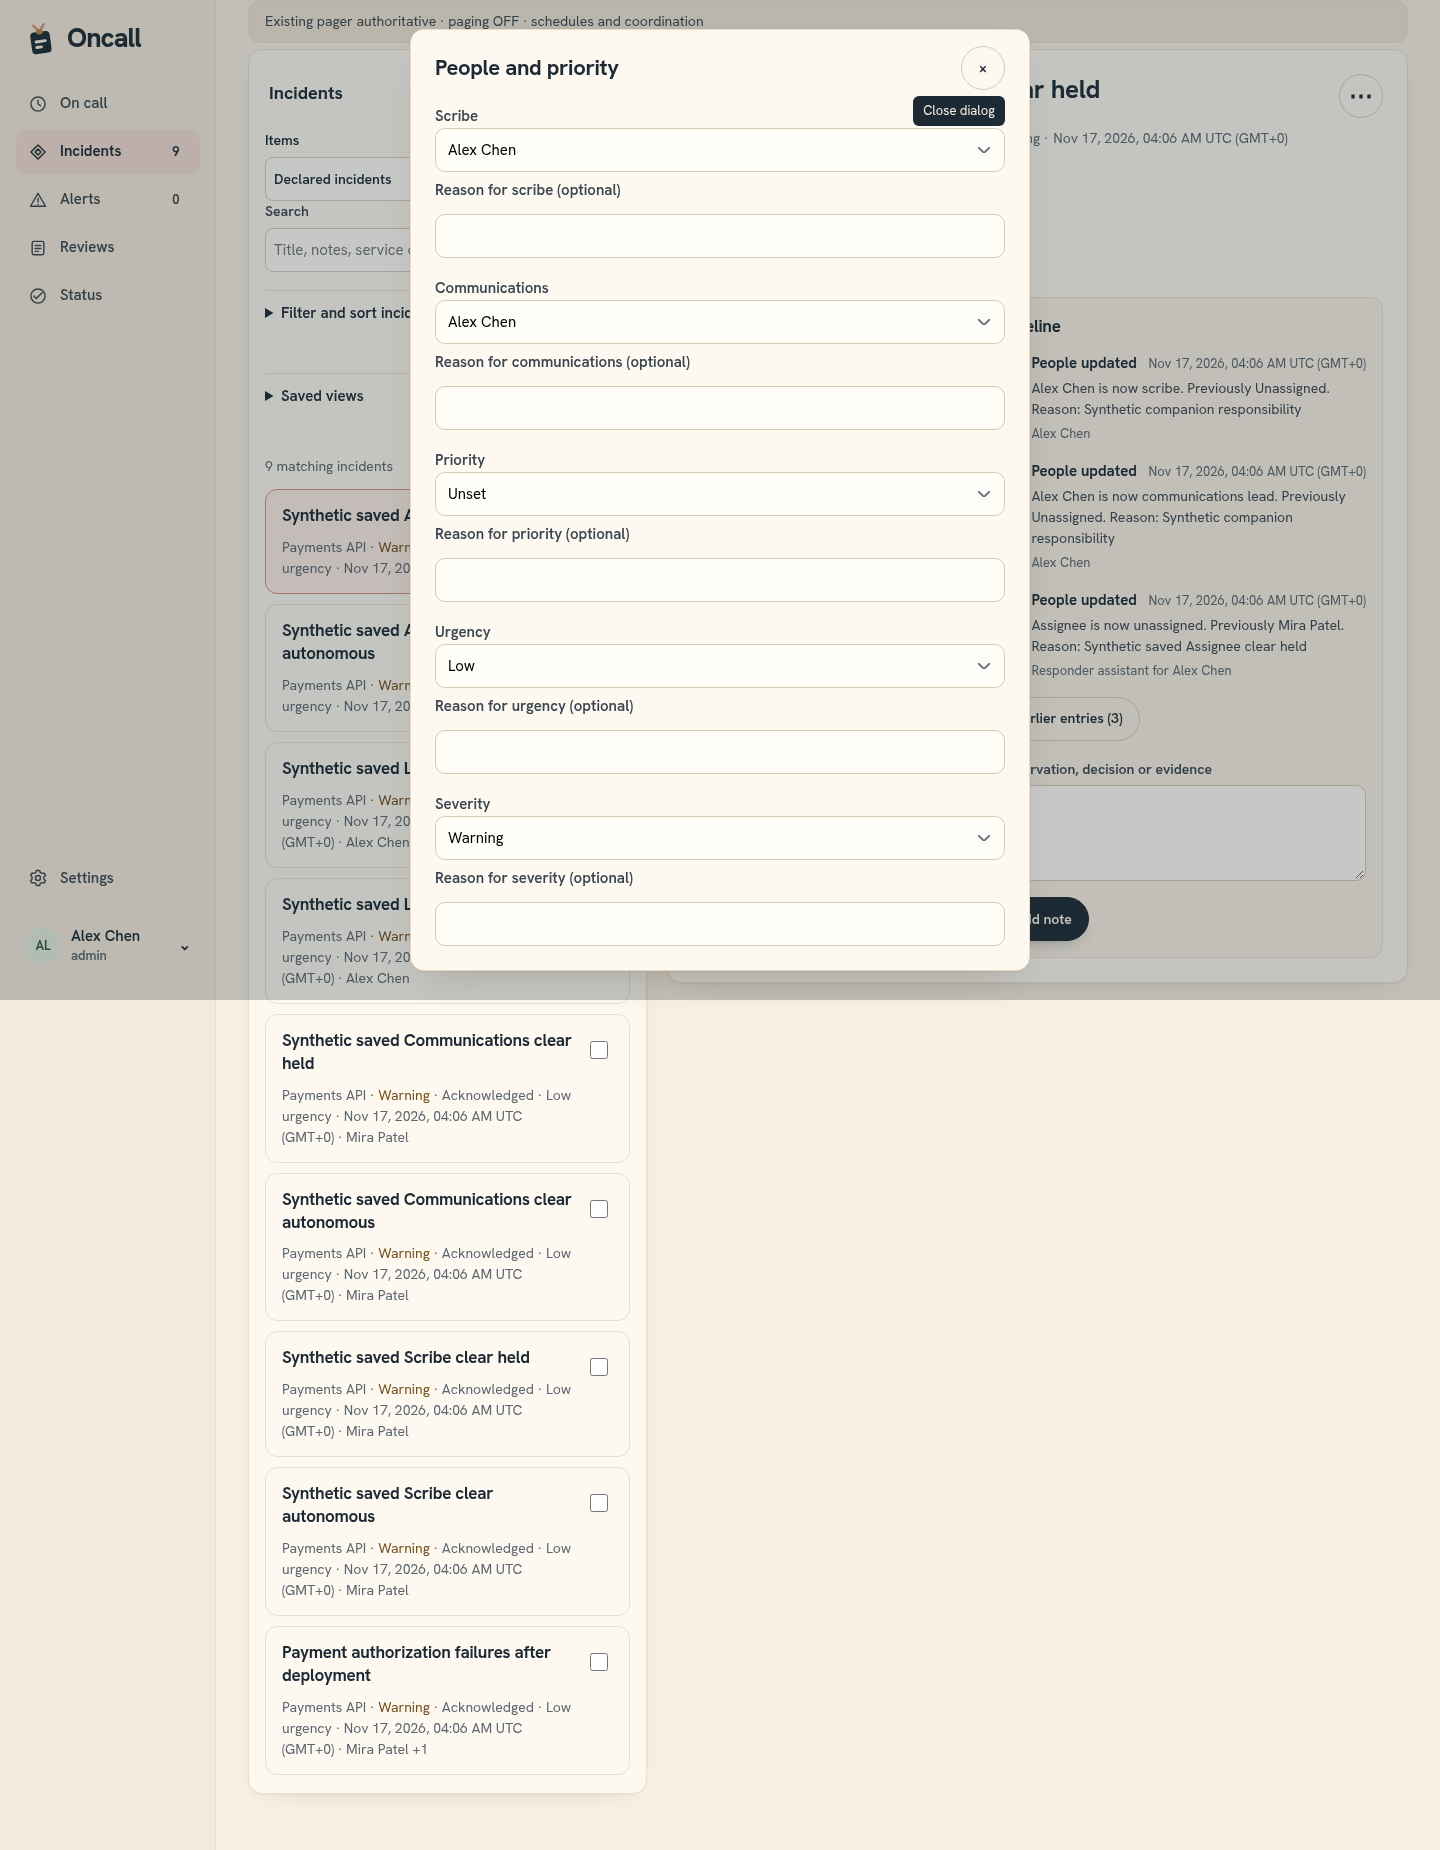 Oncall
On call
Incidents 9
Alerts 0
Reviews
Status
Settings
AL
Alex Chen
admin
Existing pager authoritative · paging OFF · schedules and coordination
Incidents
Items
Declared incidents
Search
Title, notes, service
Filter and sort
Saved views
9 matching incidents
Synthetic saved
Payments API ·
urgency · Nov 17,
Synthetic saved
autonomous
Payments API ·
urgency · Nov 17,
Synthetic saved
Payments API ·
urgency · Nov 17,
(GMT+0) · Alex Chen
Synthetic saved
Payments API ·
urgency · Nov 17,
(GMT+0) · Alex Chen
Synthetic saved Communications clear
held
Payments API · Warning · Acknowledged · Low
urgency · Nov 17, 2026, 04:06 AM UTC
(GMT+0) · Mira Patel
Synthetic saved Communications clear
autonomous
Payments API · Warning · Acknowledged · Low
urgency · Nov 17, 2026, 04:06 AM UTC
(GMT+0) · Mira Patel
Synthetic saved Scribe clear held
Payments API · Warning · Acknowledged · Low
urgency · Nov 17, 2026, 04:06 AM UTC
(GMT+0) · Mira Patel
Synthetic saved Scribe clear
autonomous
Payments API · Warning · Acknowledged · Low
urgency · Nov 17, 2026, 04:06 AM UTC
(GMT+0) · Mira Patel
Payment authorization failures after
deployment
Payments API · Warning · Acknowledged · Low
urgency · Nov 17, 2026, 04:06 AM UTC
(GMT+0) · Mira Patel +1
People and priority
×
Close dialog
Scribe
Alex Chen
Reason for scribe (optional)
Communications
Alex Chen
Reason for communications (optional)
Priority
Unset
Reason for priority (optional)
Urgency
Low
Reason for urgency (optional)
Severity
Warning
Reason for severity (optional)
held
· Nov 17, 2026, 04:06 AM UTC (GMT+0)
People updated Nov 17, 2026, 04:06 AM UTC (GMT+0)
Alex Chen is now scribe. Previously Unassigned.
Reason: Synthetic companion responsibility
Alex Chen
People updated Nov 17, 2026, 04:06 AM UTC (GMT+0)
Alex Chen is now communications lead. Previously
Unassigned. Reason: Synthetic companion
responsibility
Alex Chen
People updated Nov 17, 2026, 04:06 AM UTC (GMT+0)
Assignee is now unassigned. Previously Mira Patel.
Reason: Synthetic saved Assignee clear held
Responder assistant for Alex Chen
entries (3)
decision or evidence
note